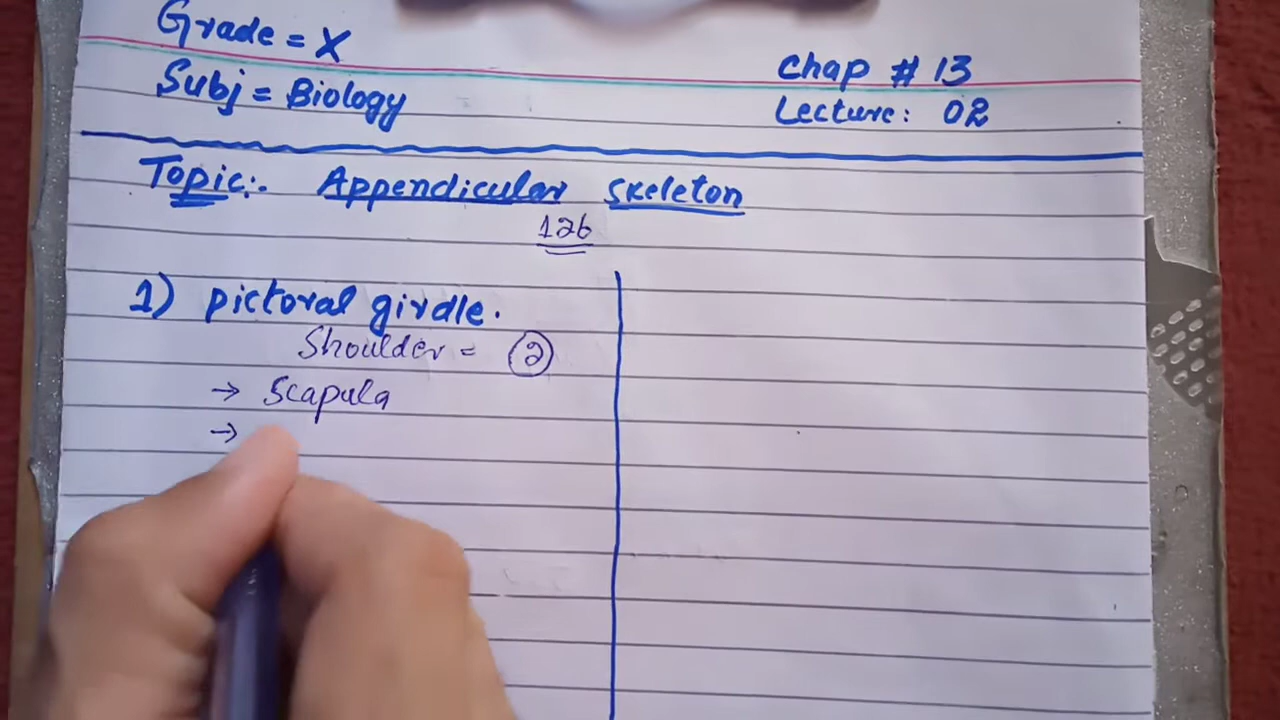 Grade = X
Subj = Biology
Chap # 13
Lecture: 02
Topic:. Appendicular skeleton
126
1) pictoral girdle.
Shoulder = 2
→ Scapula
→